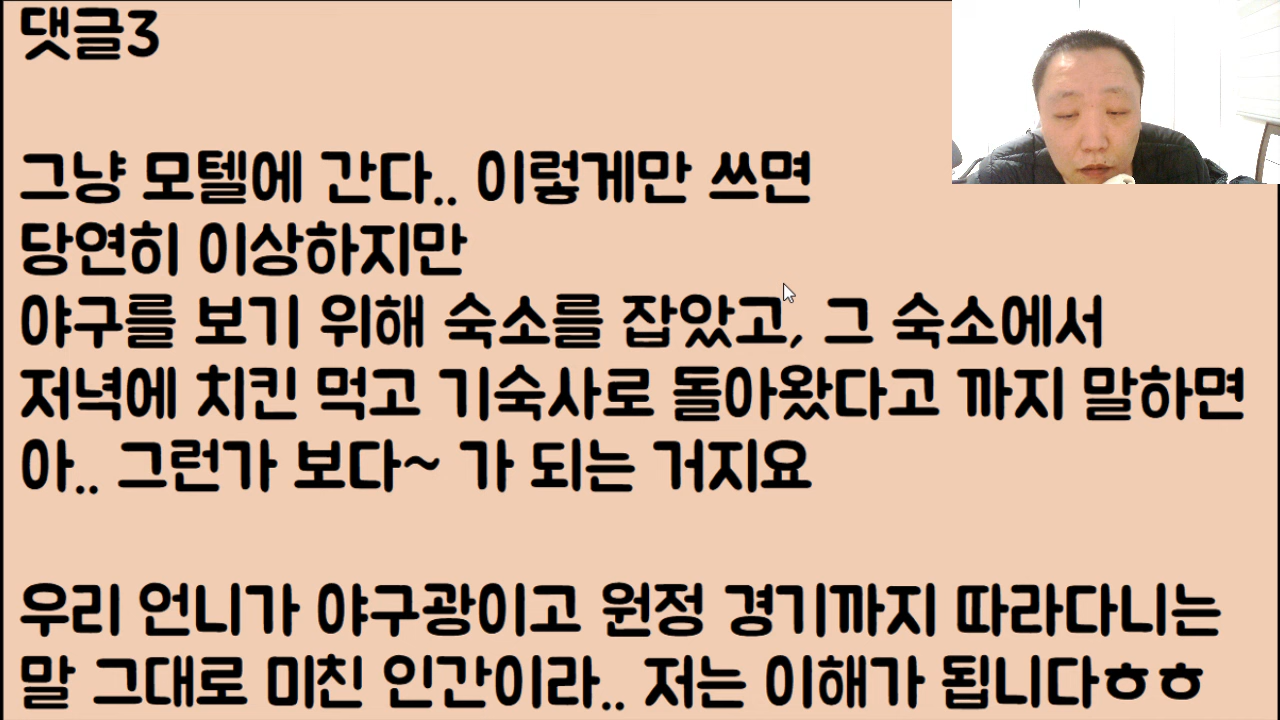 댓글3
그냥 모텔에 간다.. 이렇게만 쓰면
당연히 이상하지만
야구를 보기 위해 숙소를 잡았고, 그 숙소에서
저녁에 치킨 먹고 기숙사로 돌아왔다고 까지 말하면
아.. 그런가 보다~ 가 되는 거지요
우리 언니가 야구광이고 원정 경기까지 따라다니는
말 그대로 미친 인간이라.. 저는 이해가 됩니다ㅎㅎ